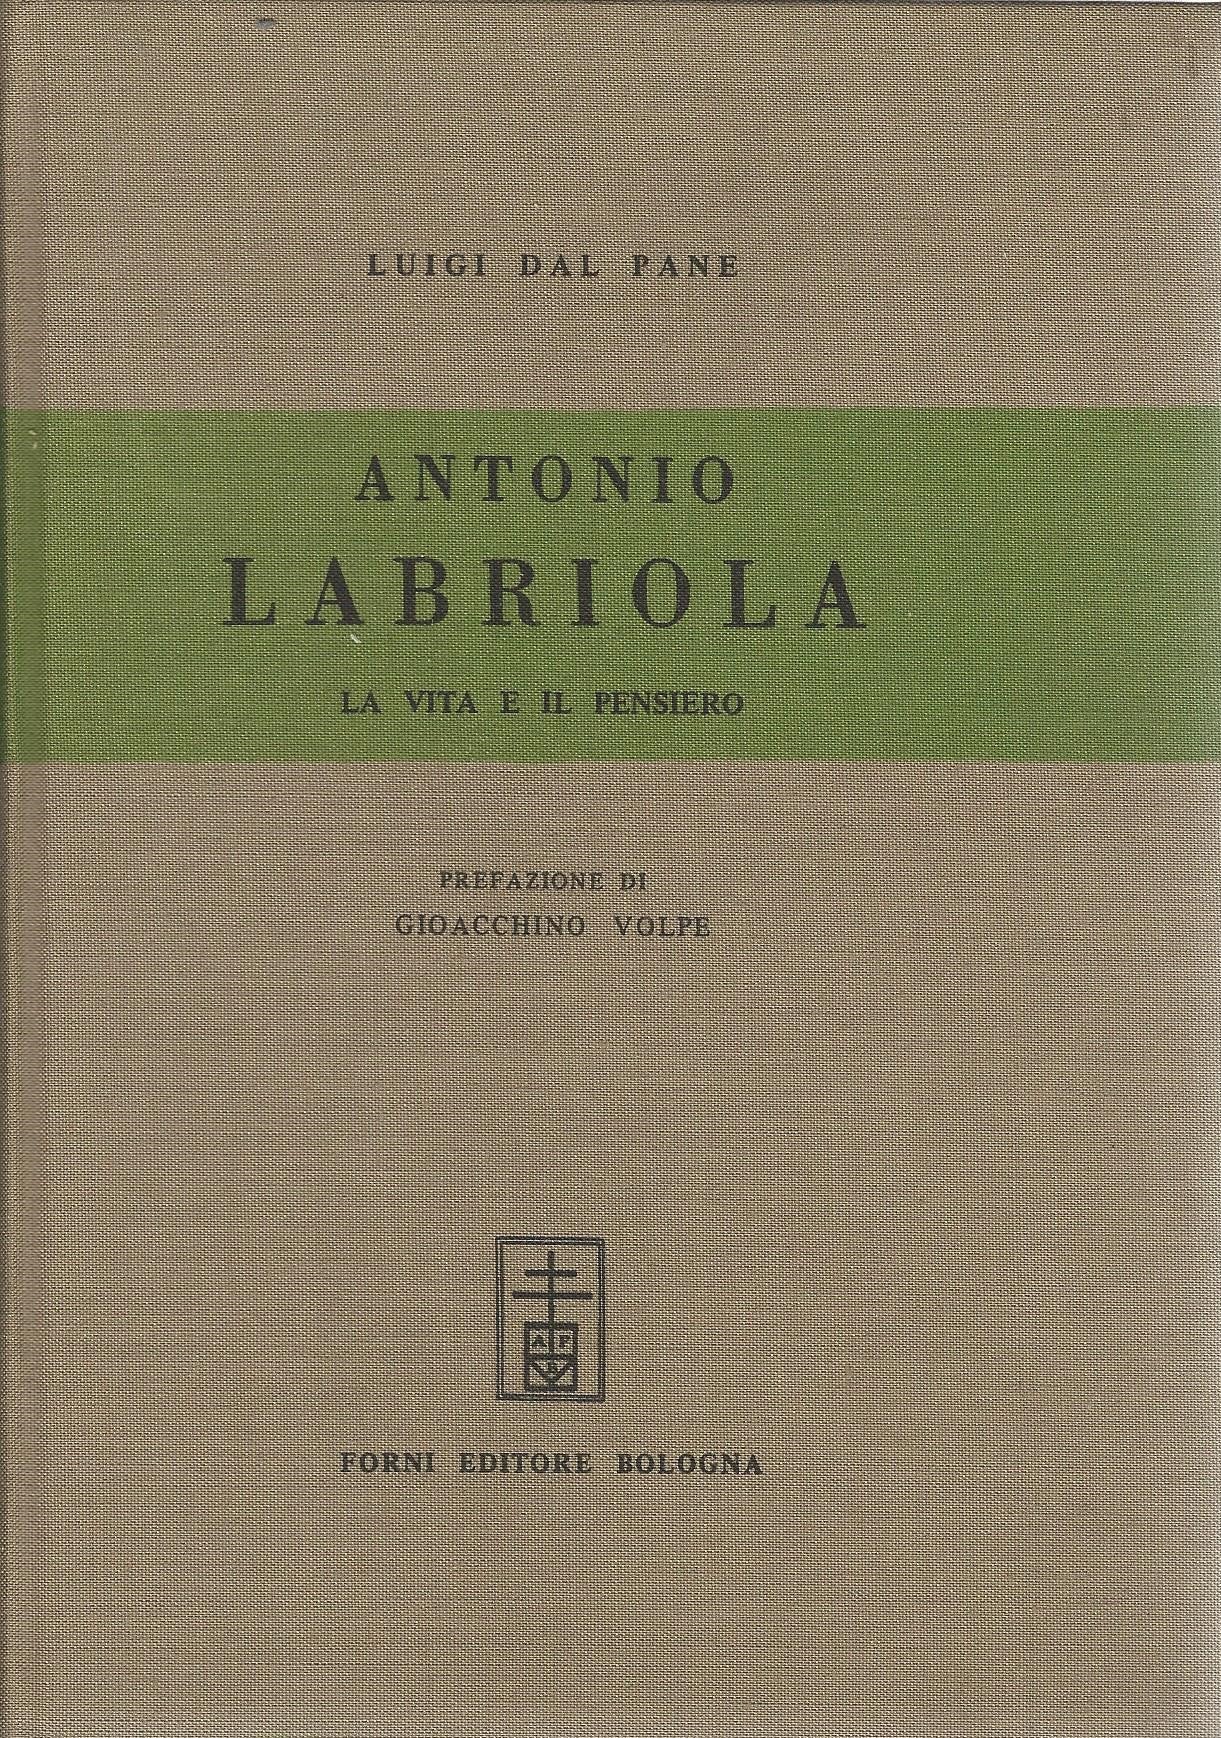 LUIGI DAL PANE
ANTONIO
LABRIOLA
LA VITA E IL PENSIERO
PREFAZIONE DI
GIOACCHINO VOLPE
A F
B
FORNI EDITORE BOLOGNA